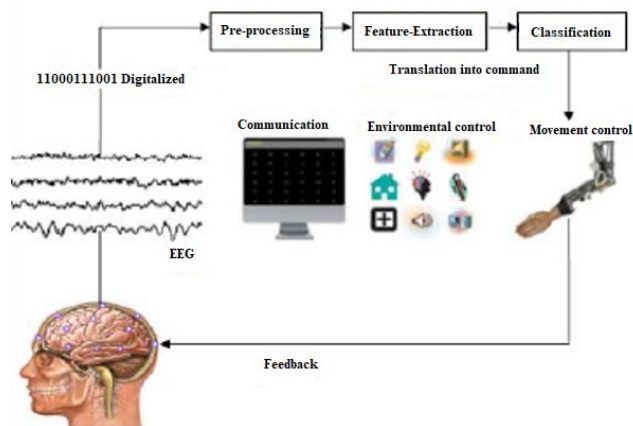 Pre-processing
Feature-Extraction
Classification
11000111001 Digitalized
Translation into command
Communication
Environmental control
Movement control
EEG
Feedback